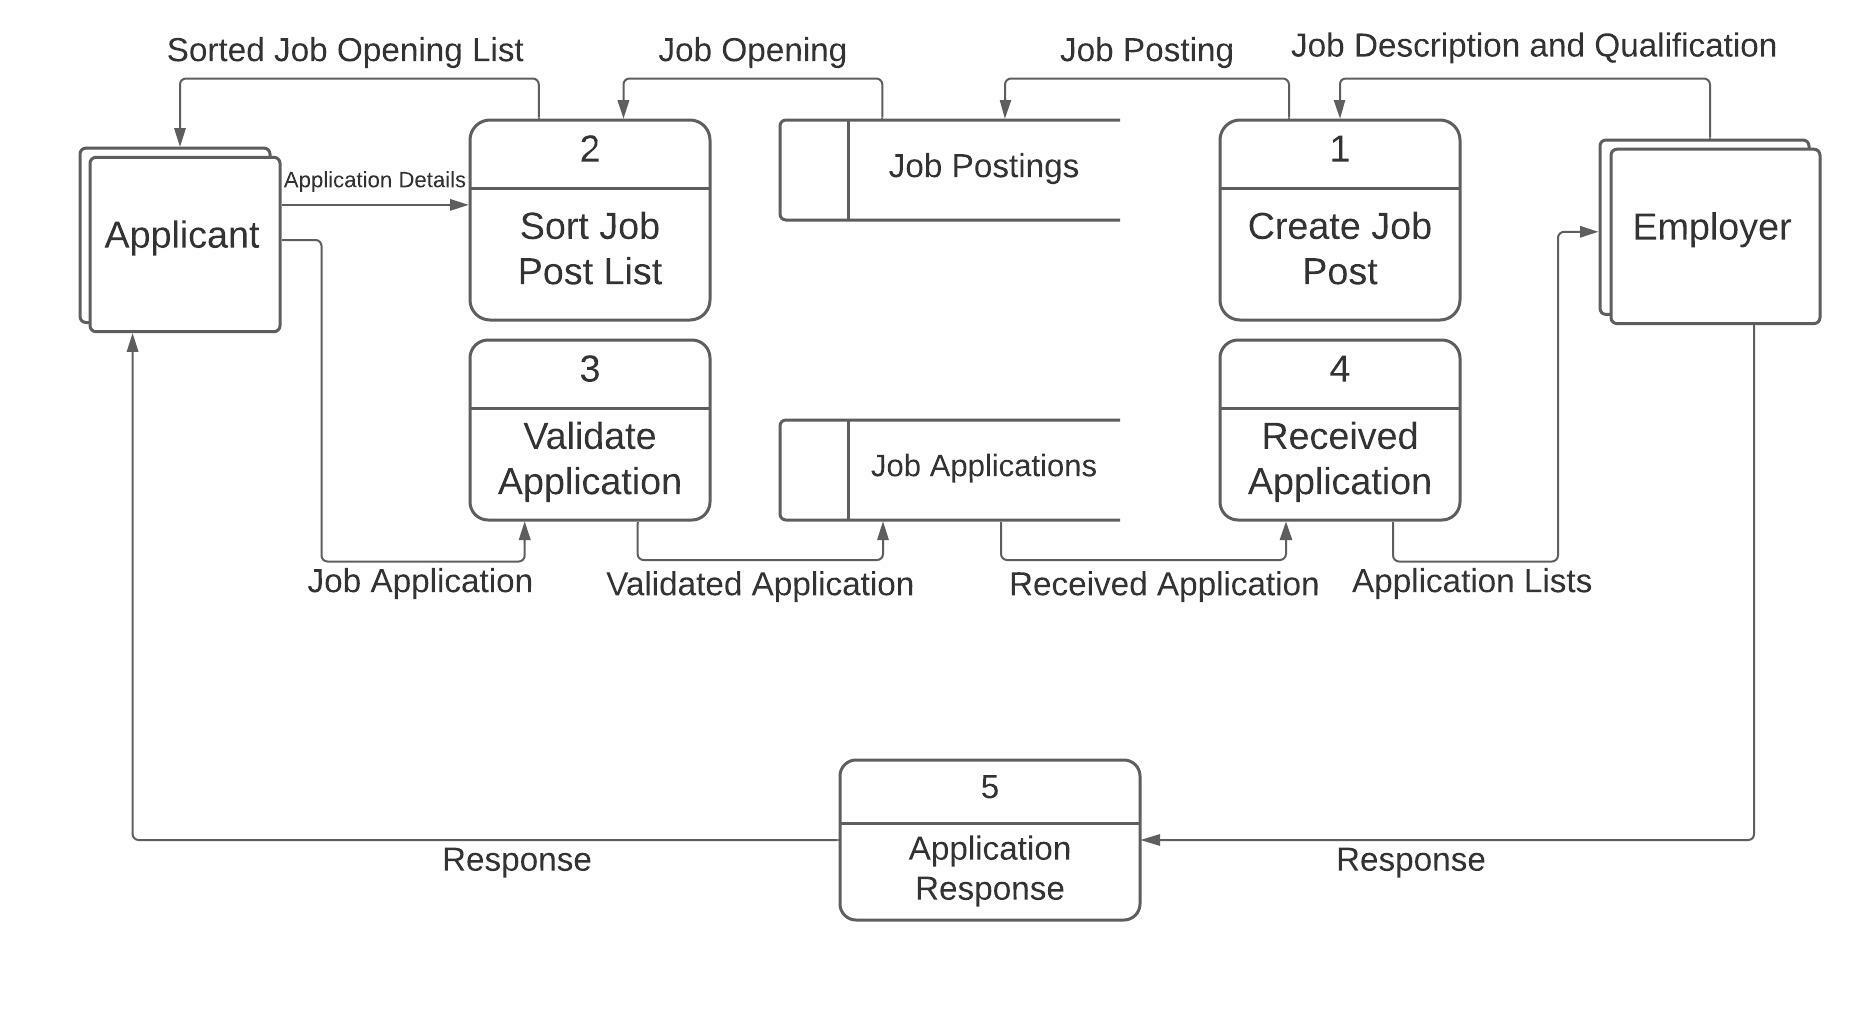 Sorted Job Opening List
Job Opening
Job Posting
Job Description and Qualification
2
Sort Job
Post List
Job Postings
1
Create Job
Post
Application Details
Applicant
Employer
3
Validate
Application
Job Applications
4
Received
Application
Job Application
Validated Application
Received Application
Application Lists
5
Application
Response
Response
Response